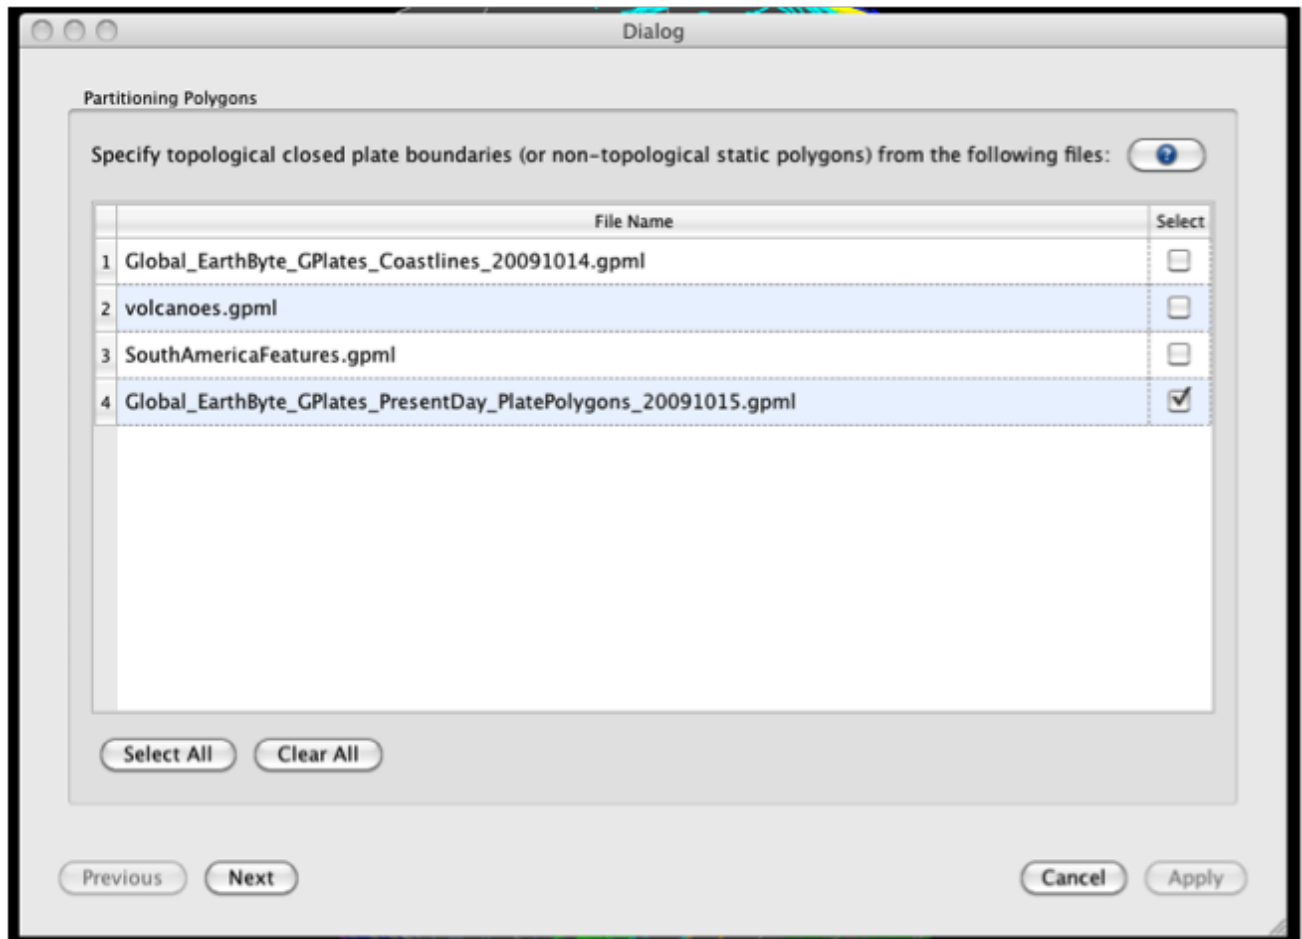 Dialog
Partitioning Polygons
Specify topological closed plate boundaries (or non-topological static polygons) from the following files: ?
File Name Select
1 Global_EarthByte_GPlates_Coastlines_20091014.gpml
2 volcanoes.gpml
3 SouthAmericaFeatures.gpml
4 Global_EarthByte_GPlates_PresentDay_PlatePolygons_20091015.gpml
Select All Clear All
Previous Next Cancel Apply